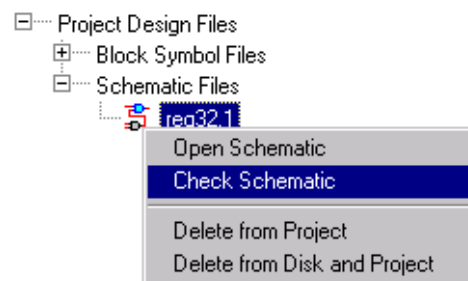 Project Design Files
Block Symbol Files
Schematic Files
reg32.1
Open Schematic
Check Schematic
Delete from Project
Delete from Disk and Project